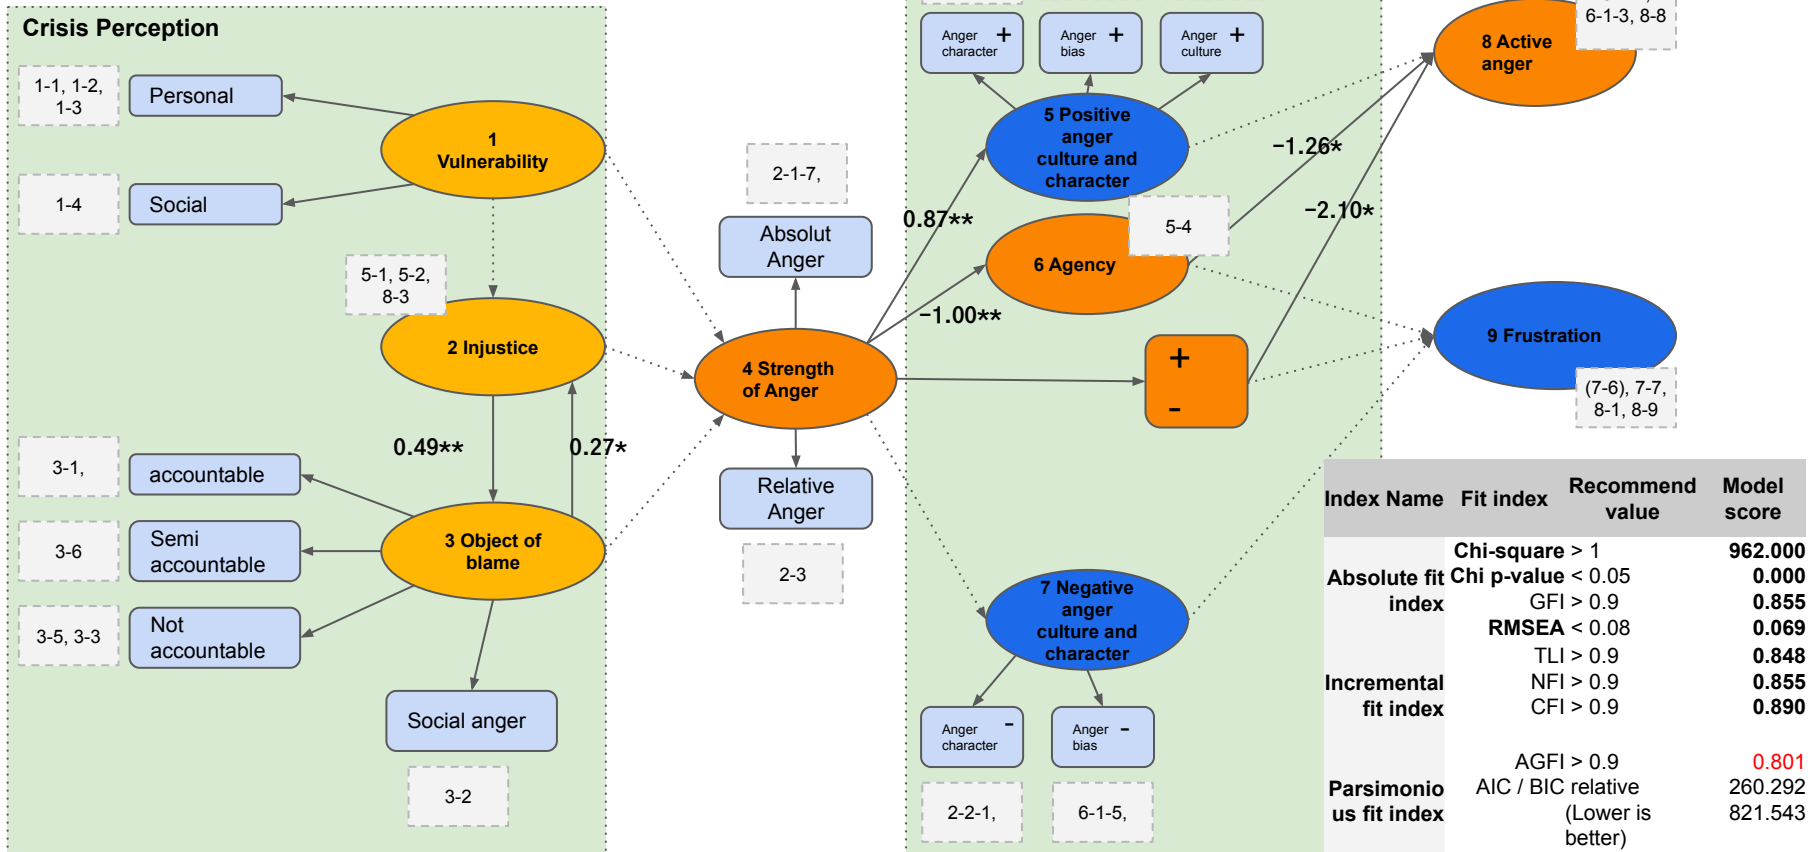 Crisis Perception
1-1, 1-2,
1-3
Personal
1
Vulnerability
1-4
Social
5-1, 5-2,
8-3
2 Injustice
0.49**
0.27*
3-1,
accountable
3-6
Semi
accountable
3-5, 3-3
Not
accountable
3 Object of
blame
Social anger
3-2
2-1-7,
Absolut
Anger
4 Strength
of Anger
Relative
Anger
2-3
Anger +
character
Anger +
bias
Anger +
culture
5 Positive
anger
culture and
character
0.87**
5-4
6 Agency
-1.00**
+
-
-1.26*
-2.10*
7 Negative
anger
culture and
character
Anger -
character
Anger -
bias
2-2-1,
6-1-5,
6-1-3, 8-8
8 Active
anger
9 Frustration
(7-6), 7-7,
8-1, 8-9
Index Name Fit index Recommend value Model score
Absolute fit index
Chi-square > 1 962.000
Chi p-value < 0.05 0.000
GFI > 0.9 0.855
RMSEA < 0.08 0.069
Incremental fit index
TLI > 0.9 0.848
NFI > 0.9 0.855
CFI > 0.9 0.890
Parsimonio
us fit index
AGFI > 0.9 0.801
AIC / BIC relative 260.292
(Lower is 821.543
better)